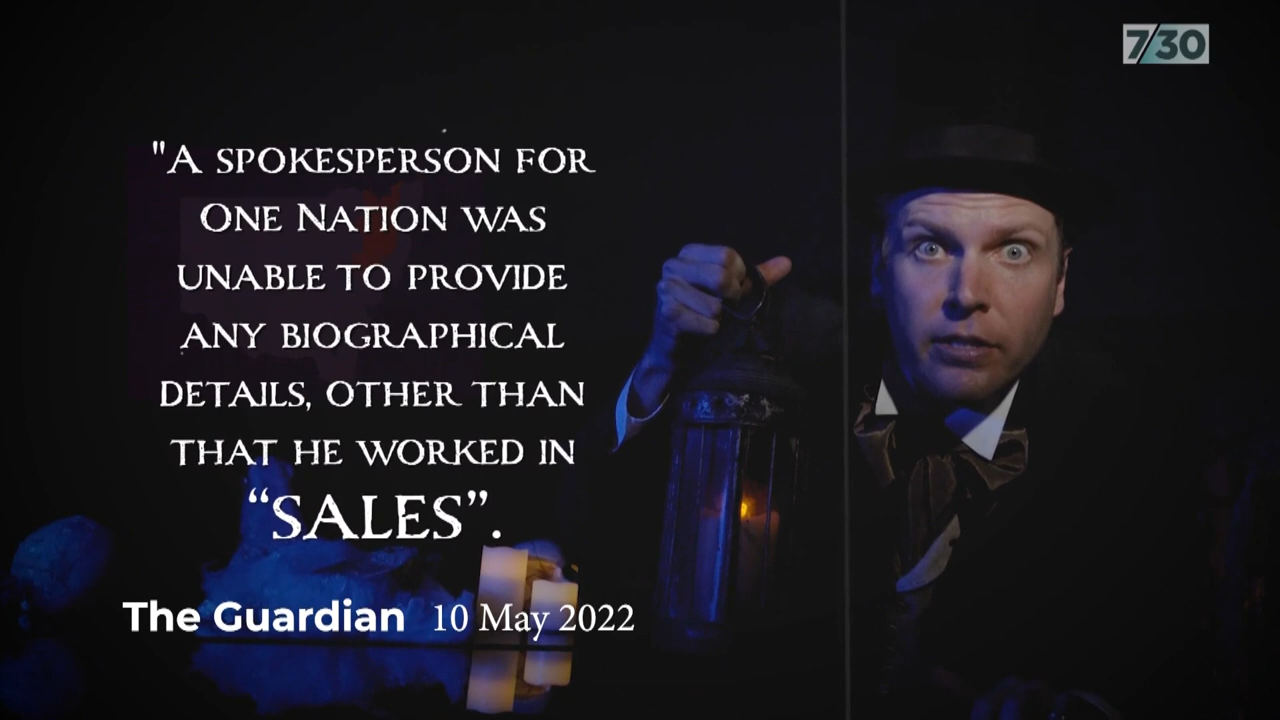 7/30
"A SPOKESPERSON FOR
ONE NATION WAS
UNABLE TO PROVIDE
ANY BIOGRAPHICAL
DETAILS, OTHER THAN
THAT HE WORKED IN
“SALES”.
The Guardian 10 May 2022